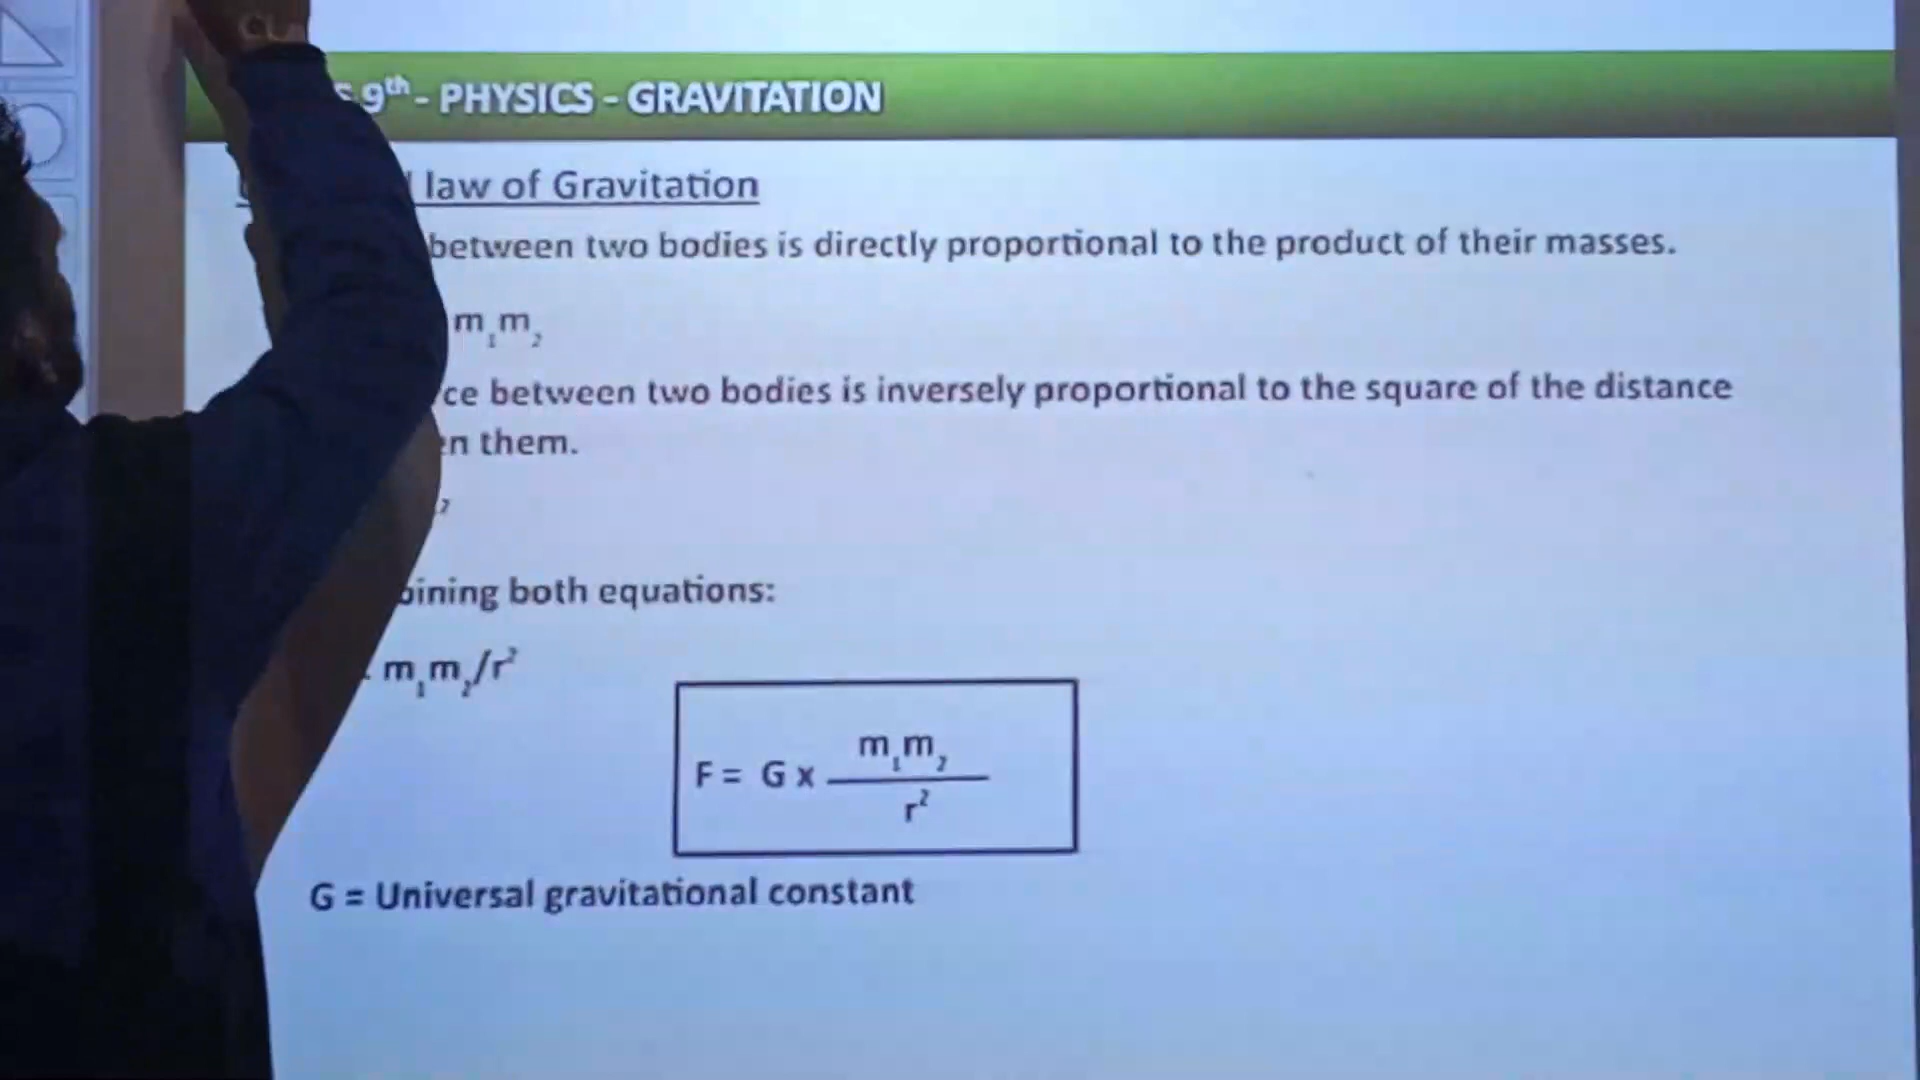 9th - PHYSICS - GRAVITATION
law of Gravitation
between two bodies is directly proportional to the product of their masses.
m₁m₂
between two bodies is inversely proportional to the square of the distance
them.
2
both equations:
m₁m₂/r²
F = G x m₁m₂
r²
G = Universal gravitational constant